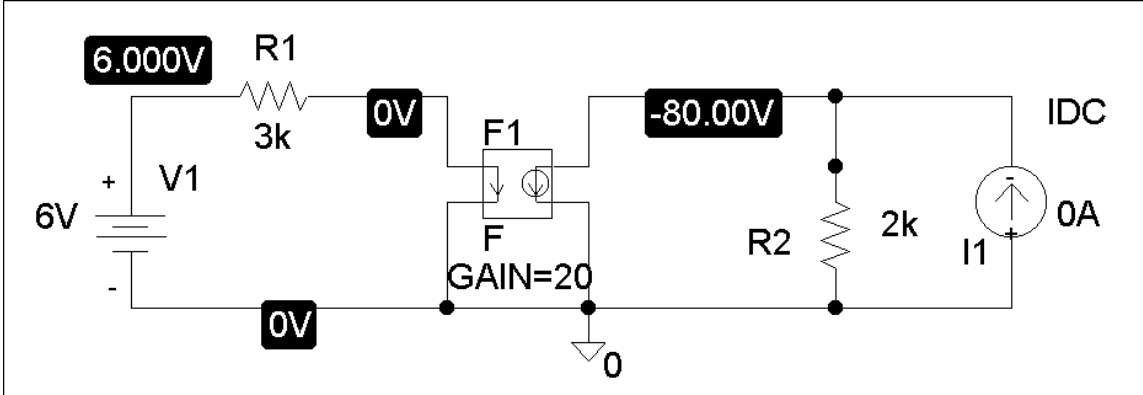 6.000V
R1
0V
-80.00V
IDC
3k
F1
+
V1
-
6V
R2
2k
0A
F
I1
+
-
GAIN=20
0V
0